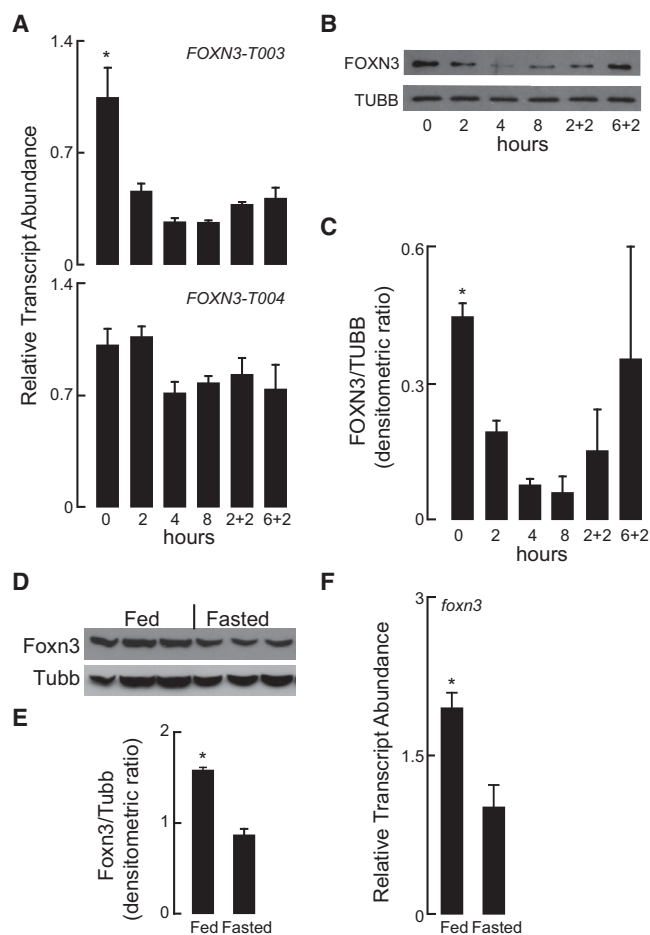 A
1.4
FOXN3-T003
*
0.7
0
1.4
FOXN3-T004
0.7
0
Relative Transcript Abundance
0 2 4 8 2+2 6+2
hours
B
FOXN3
TUBB
0 2 4 8 2+2 6+2
hours
C
0.6
*
0.3
0
FOXN3/TUBB
(densitometric ratio)
0 2 4 8 2+2 6+2
hours
D
Fed | Fasted
Foxn3
Tubb
E
2
*
1
0
Foxn3/Tubb
(densitometric ratio)
Fed Fasted
F
3
foxn3
*
1.5
0
Relative Transcript Abundance
Fed Fasted